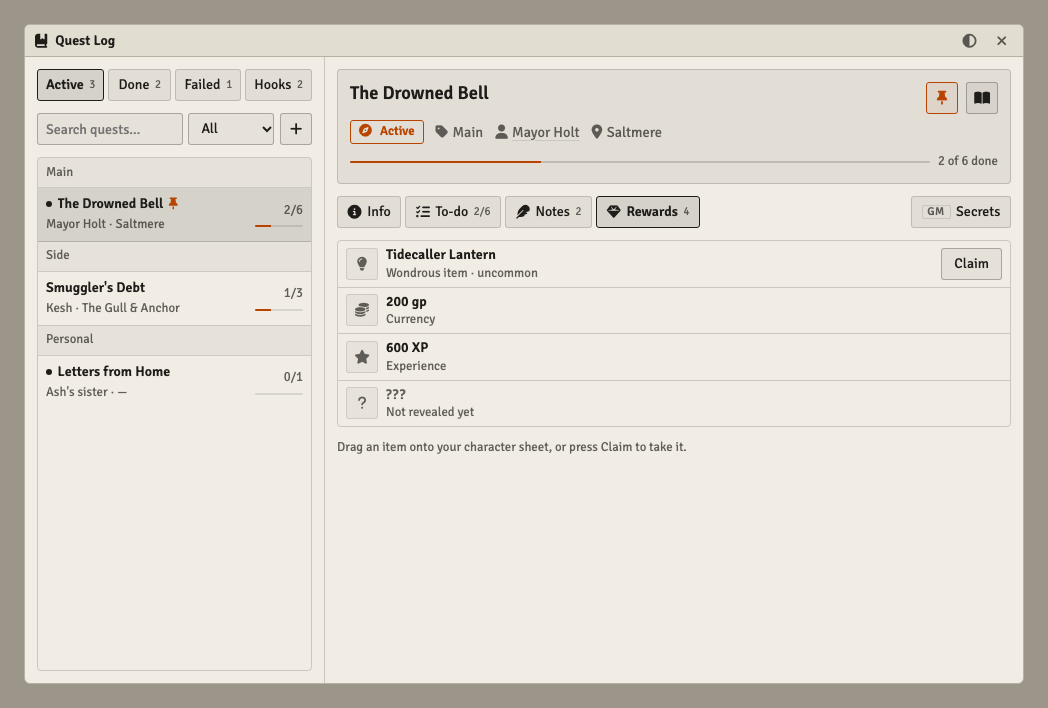 Quest Log
Active 3 Done 2 Failed 1 Hooks 2
Search quests... All
Main
The Drowned Bell 2/6
Mayor Holt · Saltmere
Side
Smuggler's Debt 1/3
Kesh · The Gull & Anchor
Personal
Letters from Home 0/1
Ash's sister · —
The Drowned Bell
Active Main Mayor Holt Saltmere
2 of 6 done
Info To-do 2/6 Notes 2 Rewards 4 GM Secrets
Tidecaller Lantern
Wondrous item · uncommon
Claim
200 gp
Currency
600 XP
Experience
???
Not revealed yet
Drag an item onto your character sheet, or press Claim to take it.